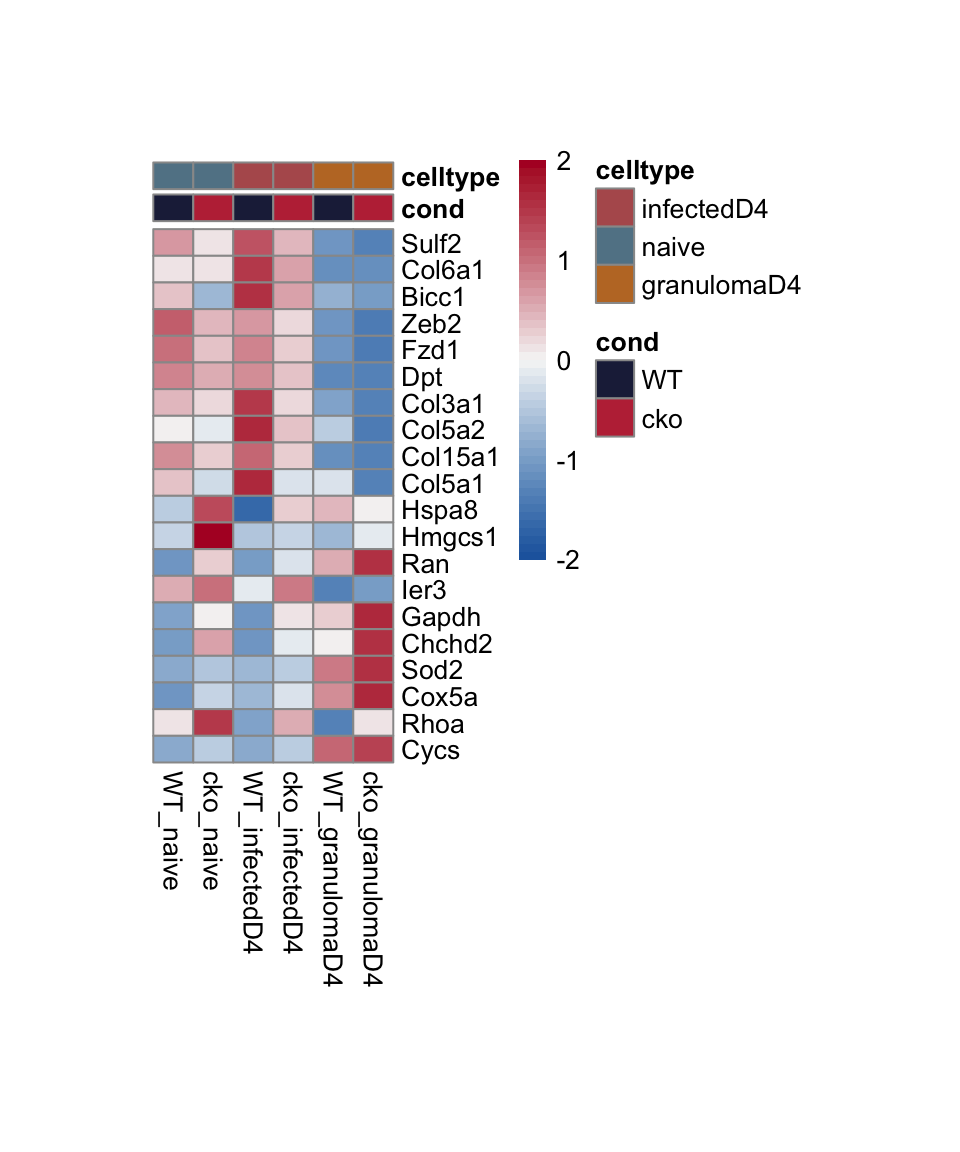 celltype
cond
Sulf2
Col6a1
Bicc1
Zeb2
Fzd1
Dpt
Col3a1
Col5a2
Col15a1
Col5a1
Hspa8
Hmgcs1
Ran
Ier3
Gapdh
Chchd2
Sod2
Cox5a
Rhoa
Cycs
WT_naive
cko_naive
WT_infectedD4
cko_infectedD4
WT_granulomaD4
cko_granulomaD4
2
1
0
-1
-2
celltype
infectedD4
naive
granulomaD4
cond
WT
cko